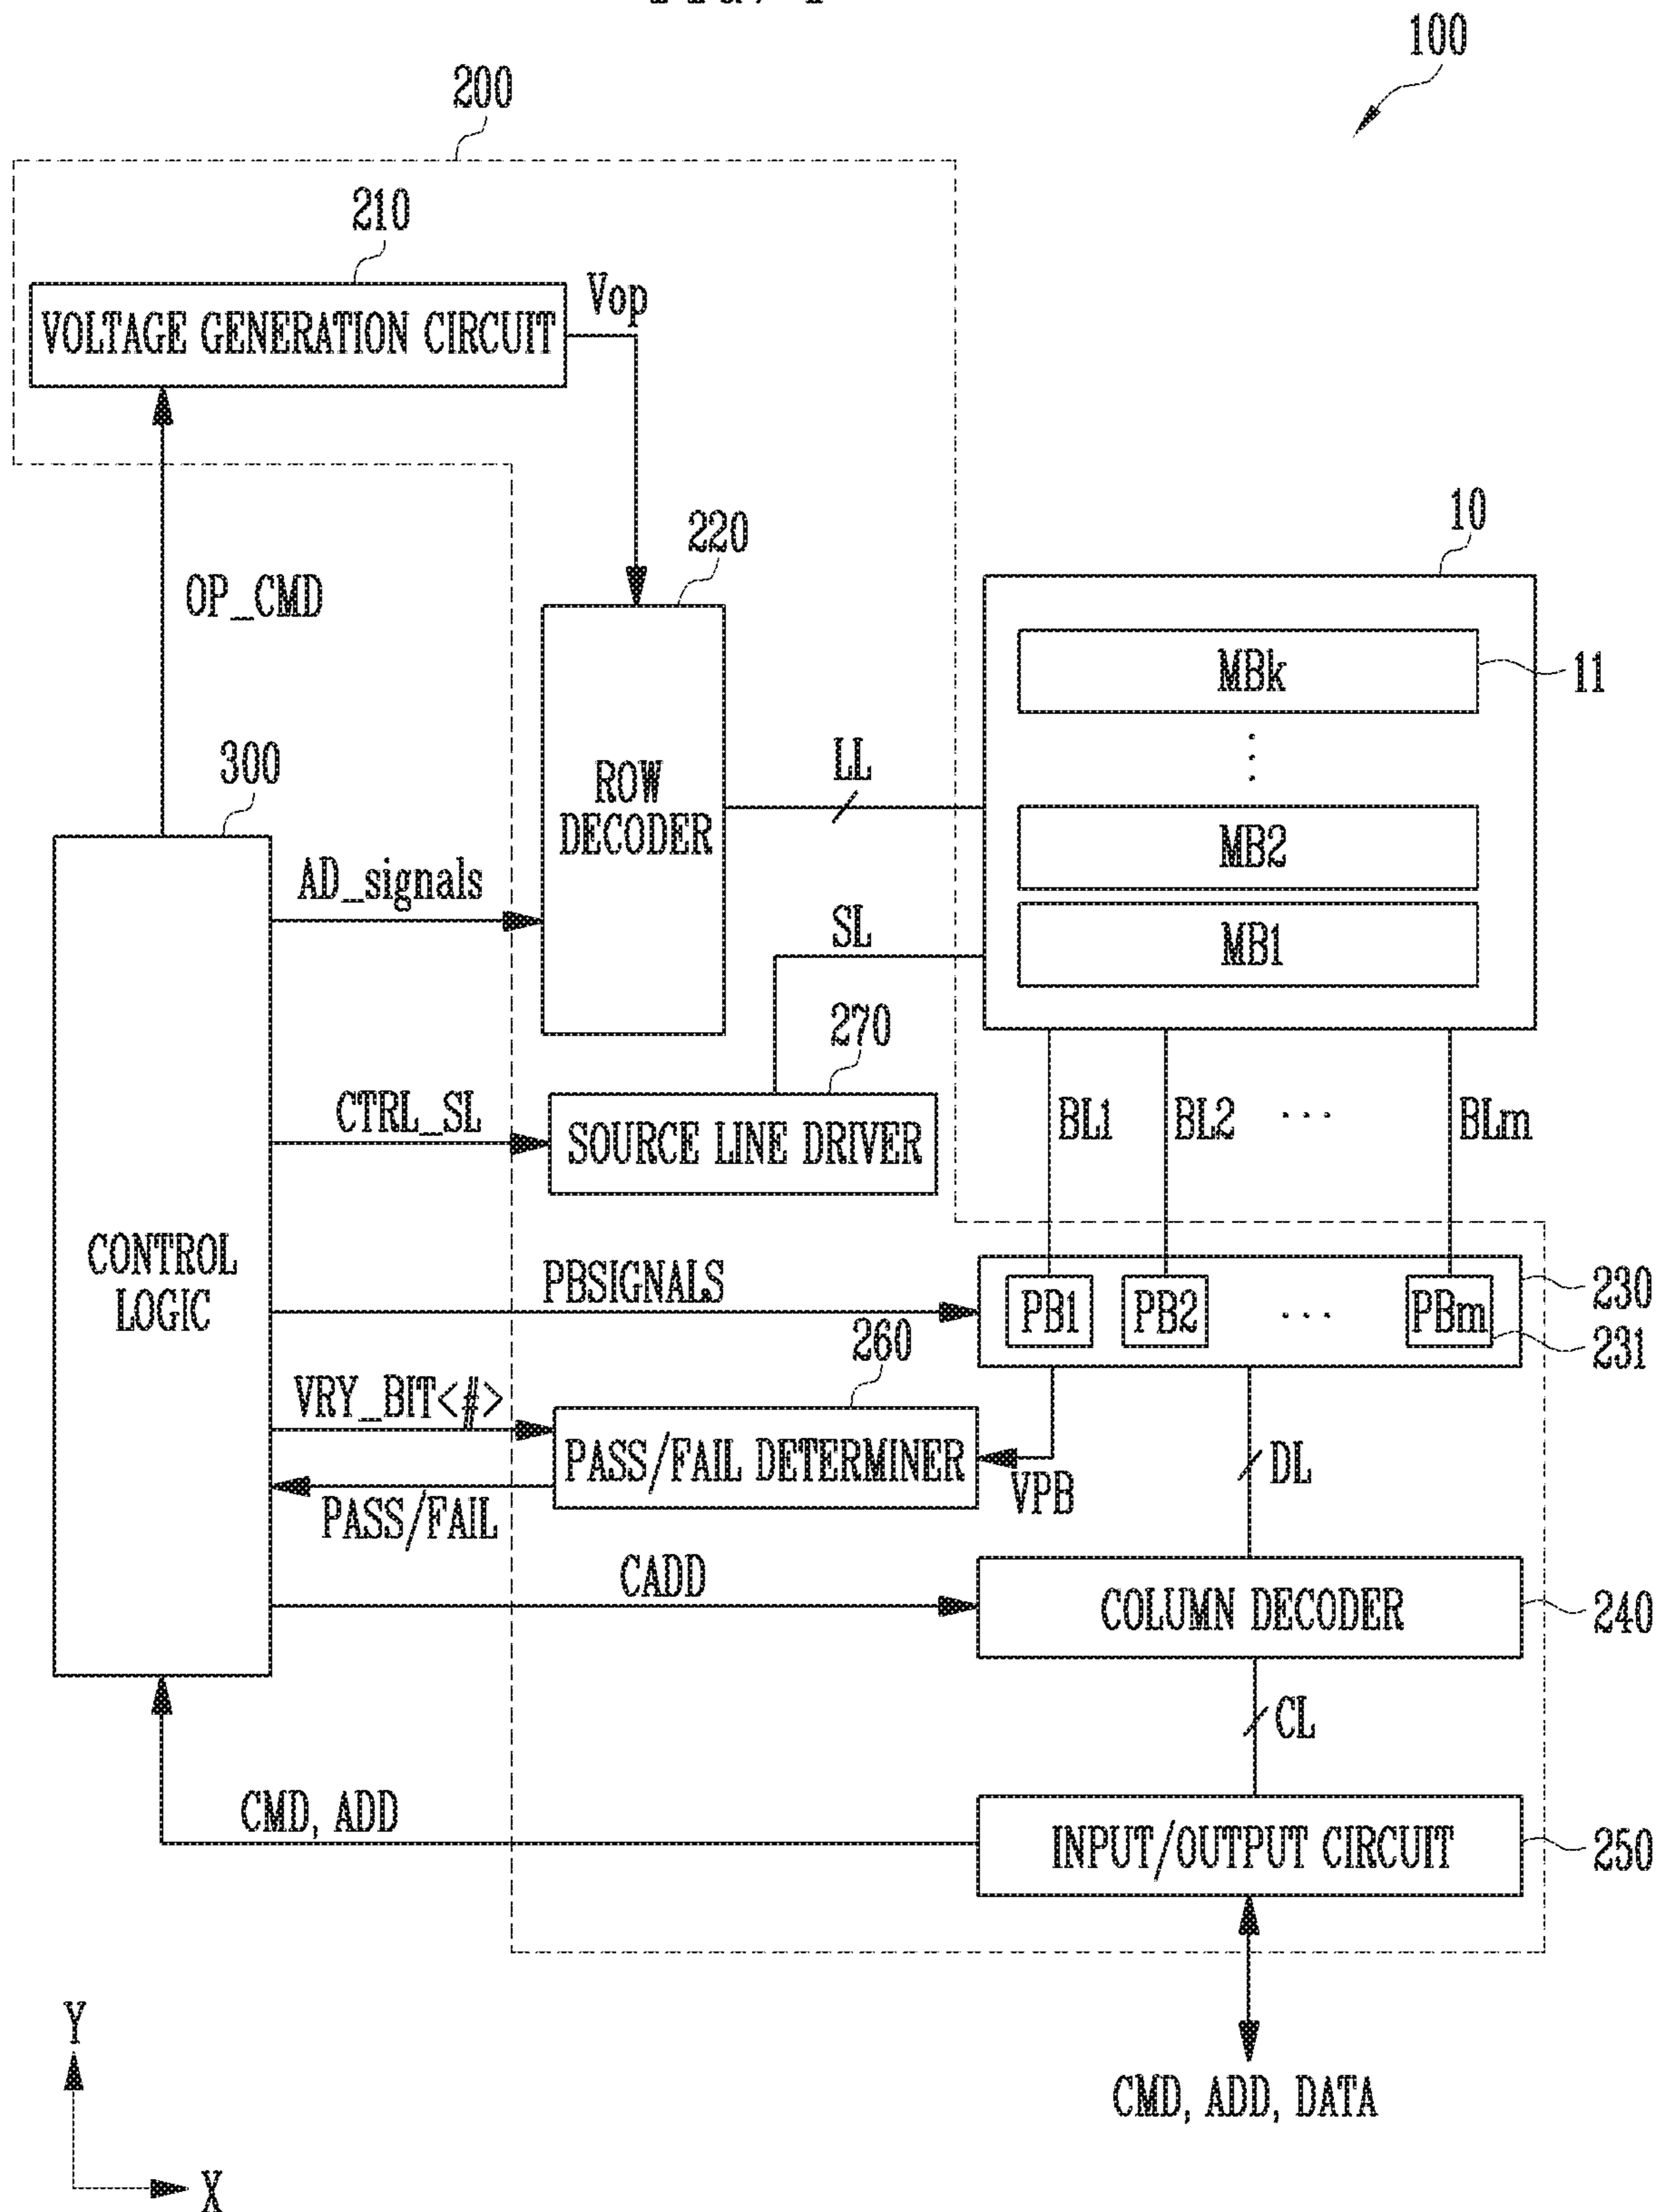 100
200
210
VOLTAGE GENERATION CIRCUIT
Vop
OP_CMD
220
ROW
DECODER
10
MBk
11
MB2
MB1
LL
SL
300
CONTROL
LOGIC
AD_signals
270
CTRL_SL
SOURCE LINE DRIVER
BL1
BL2
...
BLm
PBSIGNALS
PB1
PB2
...
PBm
230
231
260
VRY_BIT<#>
PASS/FAIL DETERMINER
VPB
DL
PASS/FAIL
CADD
COLUMN DECODER
240
CL
CMD, ADD
INPUT/OUTPUT CIRCUIT
250
CMD, ADD, DATA
Y
X